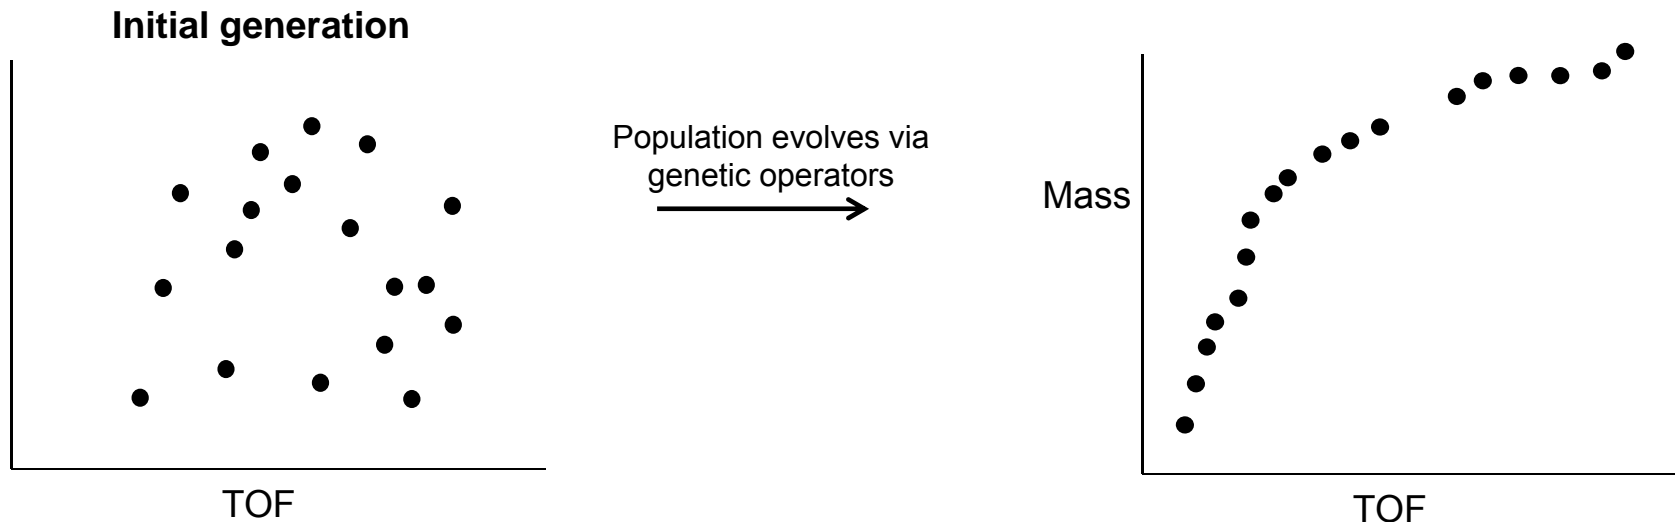 Initial generation
Population evolves via
genetic operators
Mass
TOF
TOF